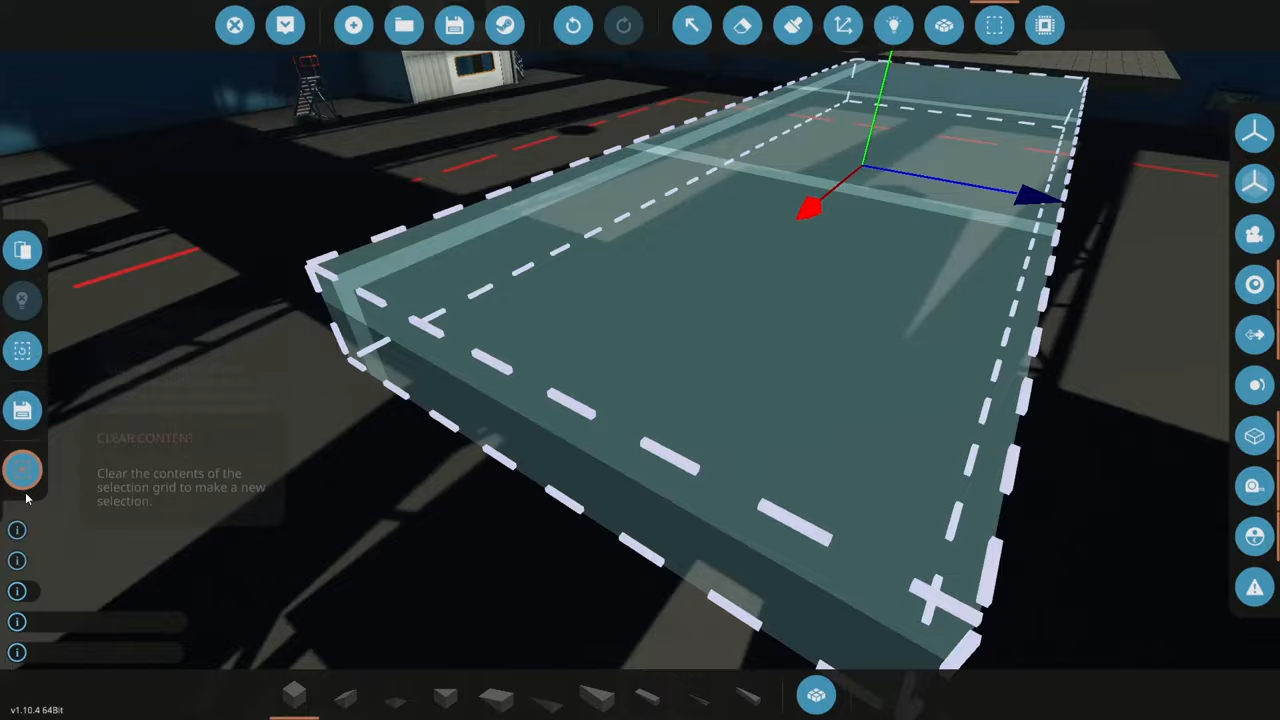 CLEAR CONTENT
Clear the contents of the
selection grid to make a new
selection.
v1.10.4 64Bit